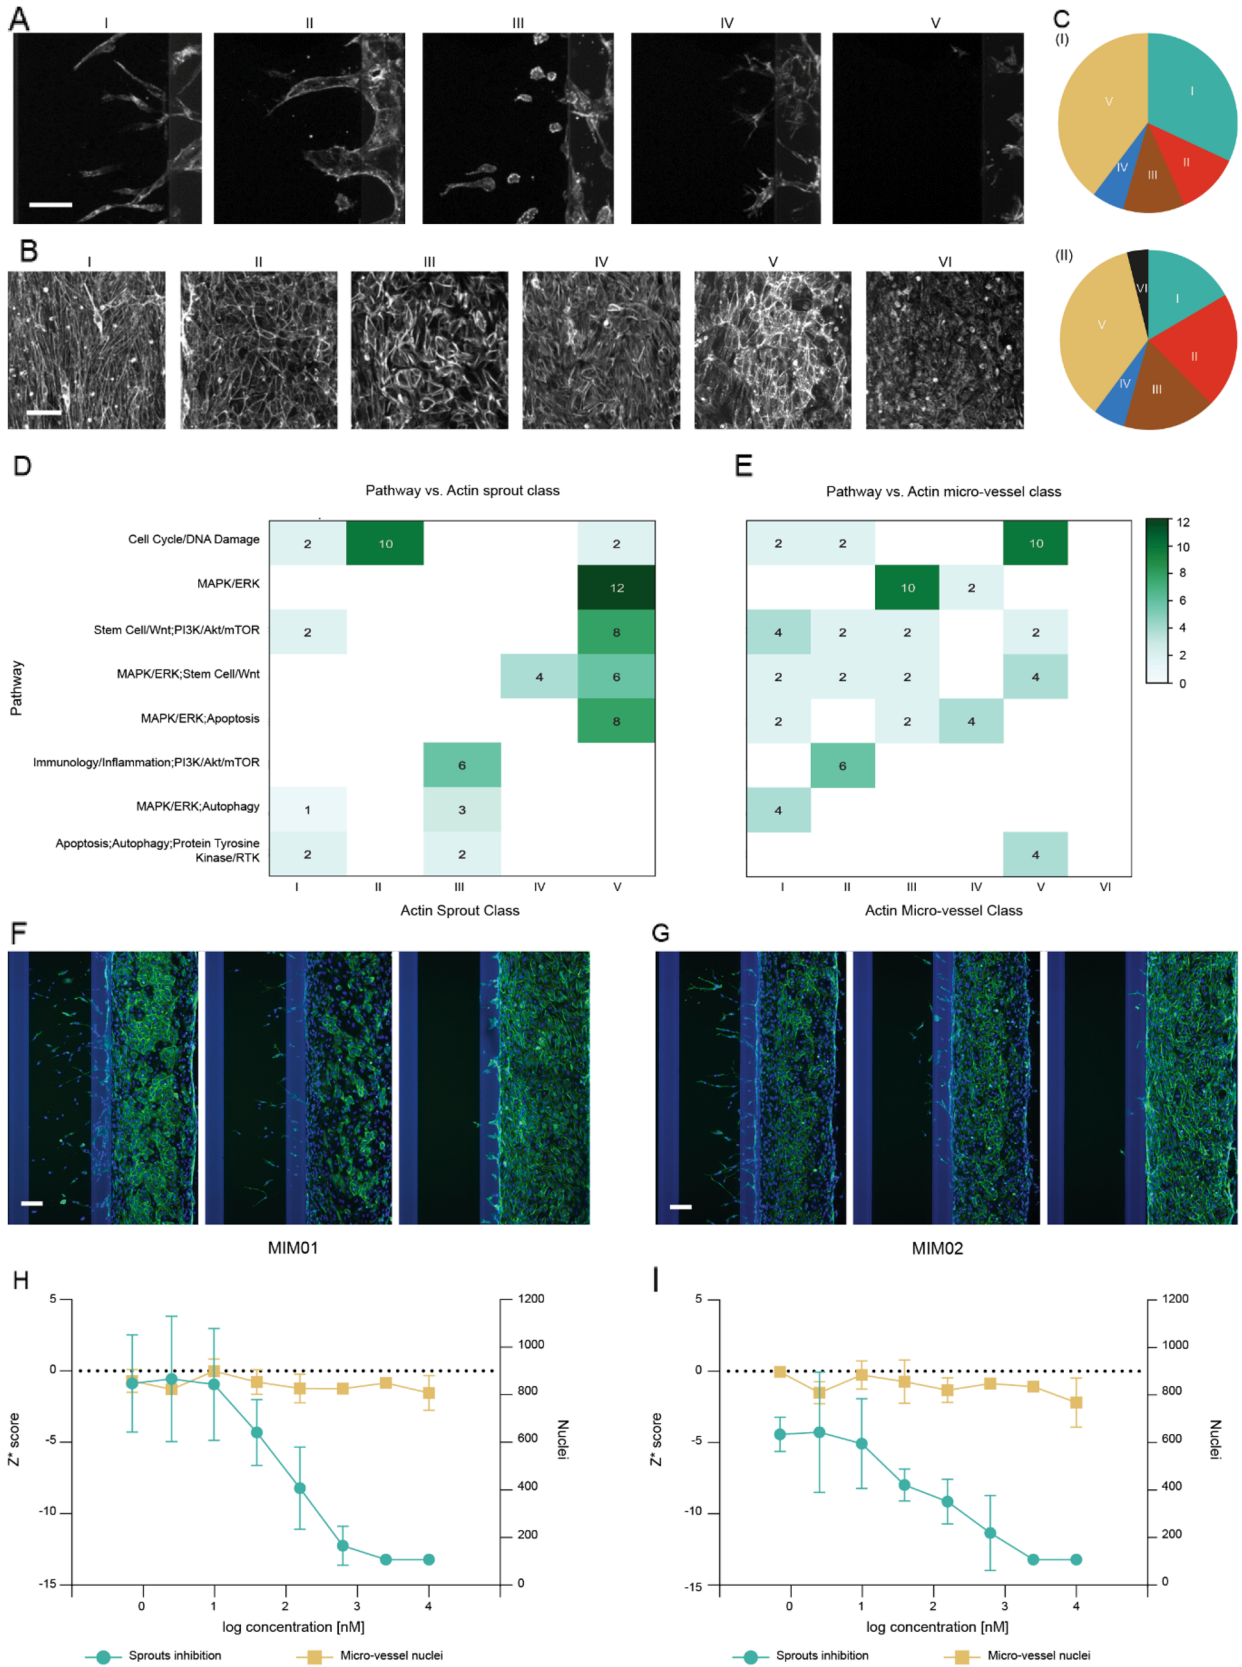 A
I II III IV V
C
(I)
I
II
III
IV
V
B
I II III IV V VI
(II)
I
II
III
IV
V
VI
D
Pathway vs. Actin sprout class
Pathway
Cell Cycle/DNA Damage 2 10 2
MAPK/ERK 12
Stem Cell/Wnt;PI3K/Akt/mTOR 2 8
MAPK/ERK;Stem Cell/Wnt 4 6
MAPK/ERK;Apoptosis 8
Immunology/Inflammation;PI3K/Akt/mTOR 6
MAPK/ERK;Autophagy 1 3
Apoptosis;Autophagy;Protein Tyrosine
Kinase/RTK 2 2
I II III IV V
Actin Sprout Class
E
Pathway vs. Actin micro-vessel class
2 2 10
10 2
4 2 2 2
2 2 2 4
2 2 4
6
4
4
I II III IV V VI
Actin Micro-vessel Class
12
10
8
6
4
2
0
F
G
MIM01
MIM02
H
5
0
-5
-10
-15
Z* score
1200
1000
800
600
400
200
0
Nuclei
0 1 2 3 4
log concentration [nM]
Sprouts inhibition Micro-vessel nuclei
I
5
0
-5
-10
-15
Z* score
1200
1000
800
600
400
200
0
Nuclei
0 1 2 3 4
log concentration [nM]
Sprouts inhibition Micro-vessel nuclei